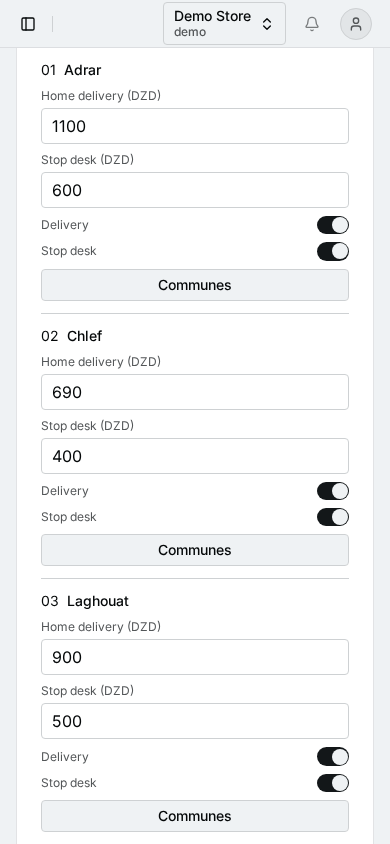 Demo Store
demo
01 Adrar
Home delivery (DZD)
1100
Stop desk (DZD)
600
Delivery
Stop desk
Communes
02 Chlef
Home delivery (DZD)
690
Stop desk (DZD)
400
Delivery
Stop desk
Communes
03 Laghouat
Home delivery (DZD)
900
Stop desk (DZD)
500
Delivery
Stop desk
Communes